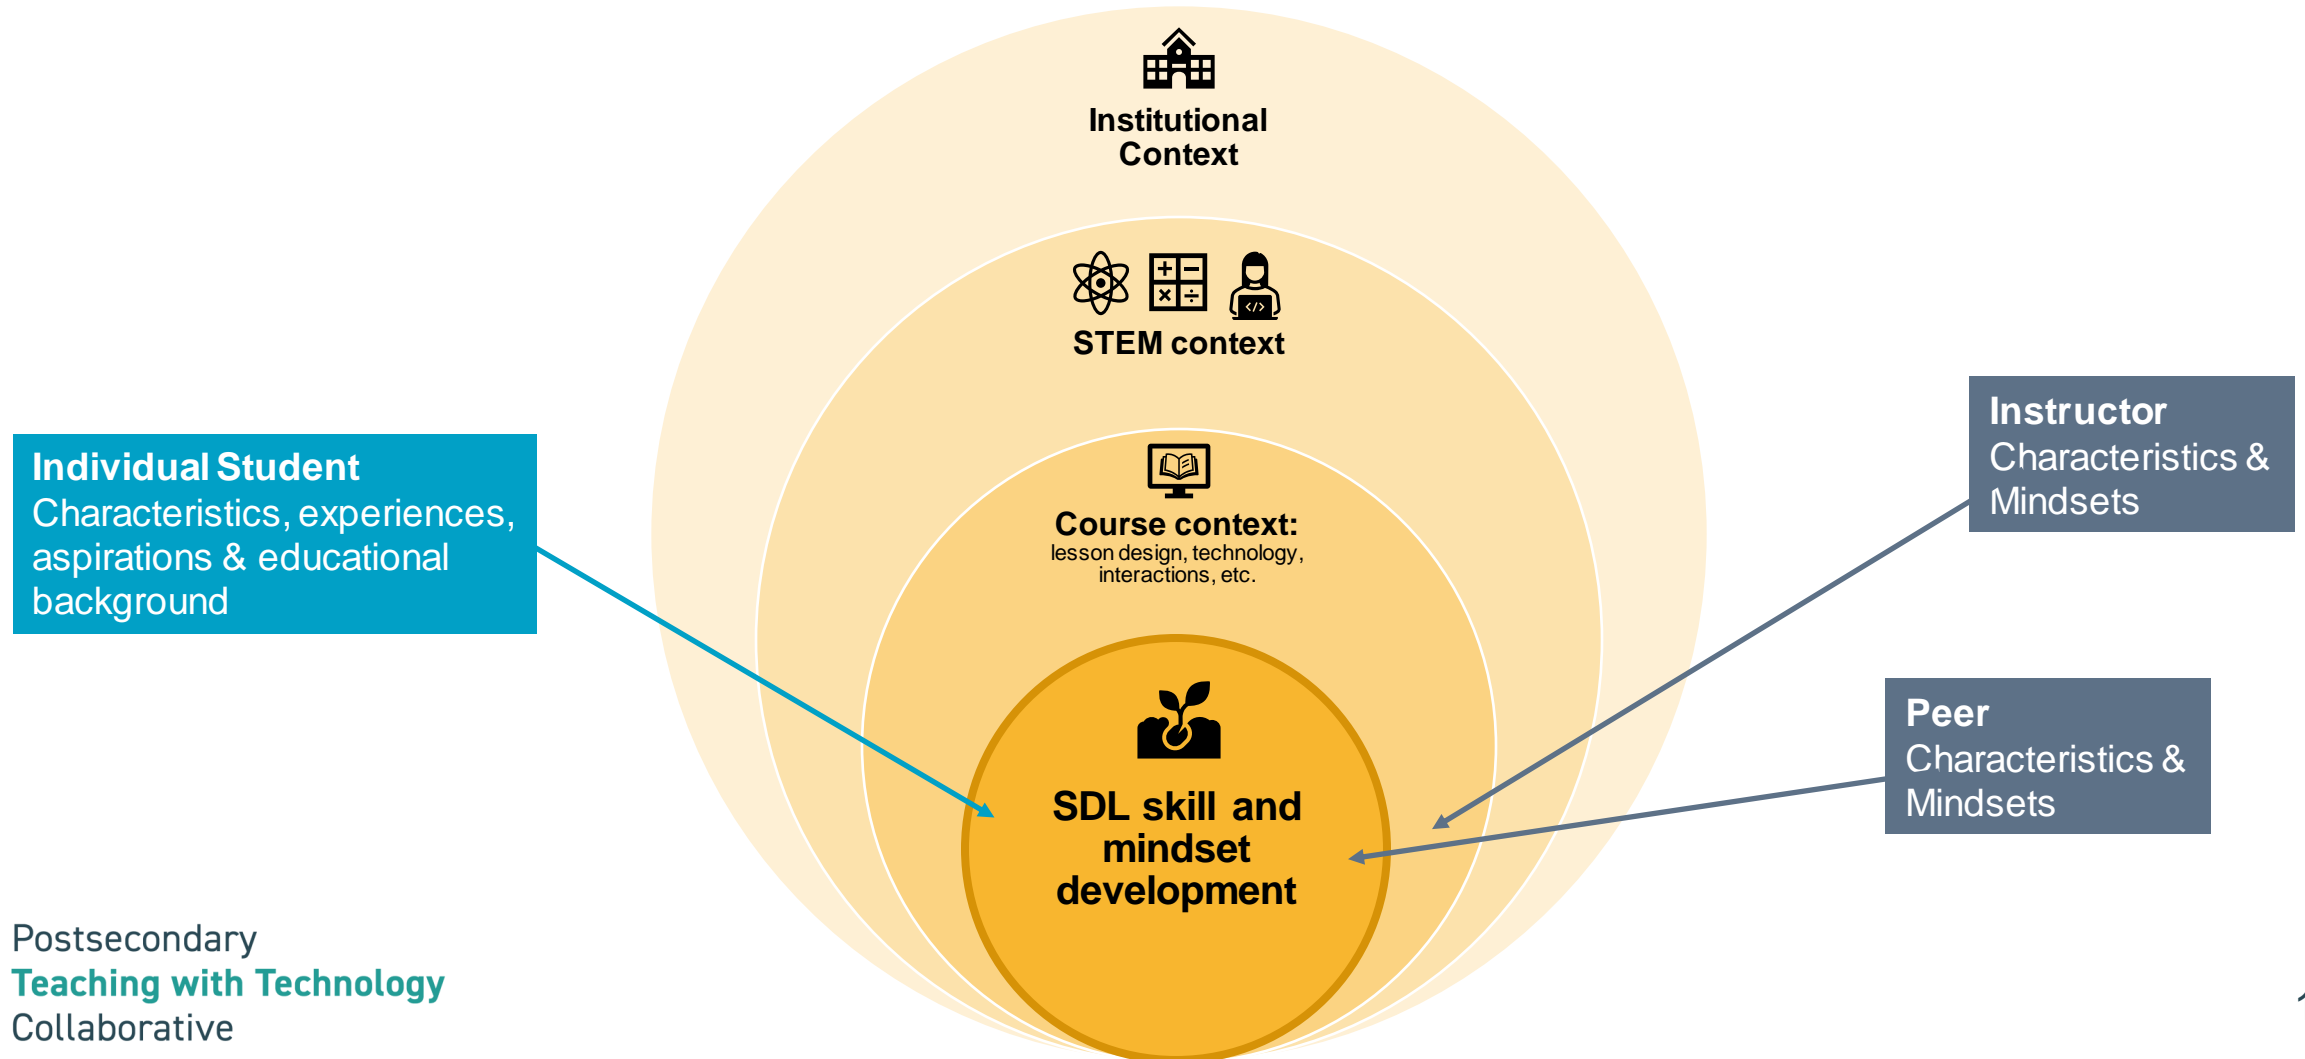 Institutional
Context
STEM context
Course context:
lesson design, technology,
interactions, etc.
SDL skill and
mindset
development
Individual Student
Characteristics, experiences,
aspirations & educational
background
Instructor
Characteristics &
Mindsets
Peer
Characteristics &
Mindsets
Postsecondary
Teaching with Technology
Collaborative